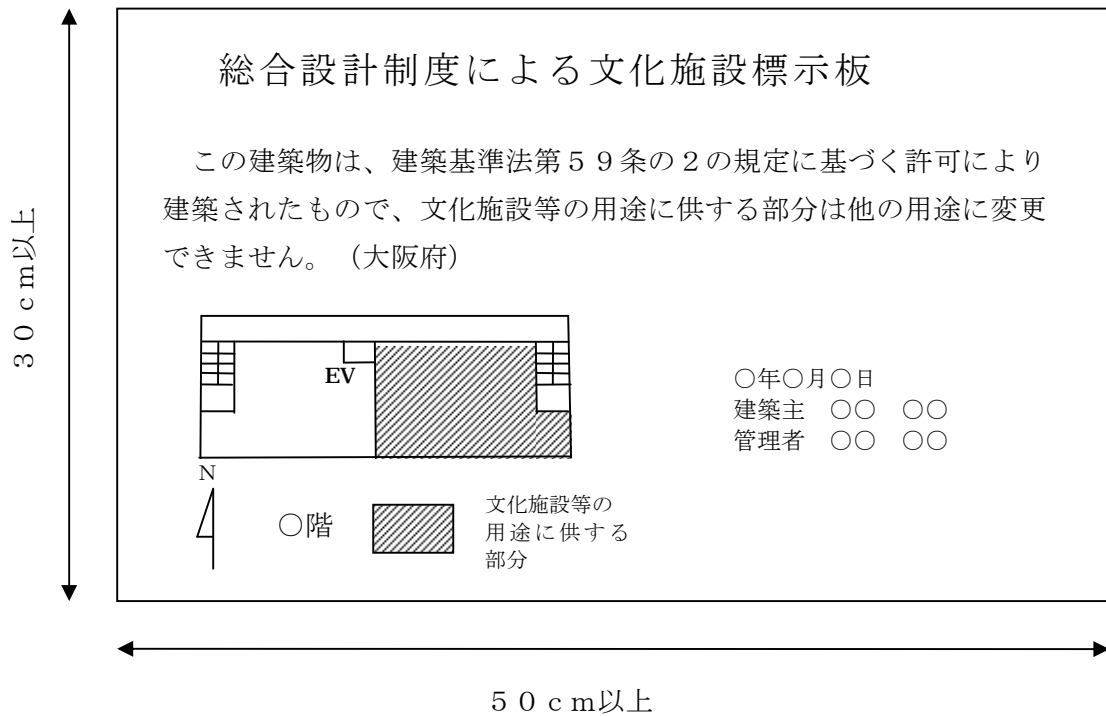 総合設計制度による文化施設標示板
この建築物は、建築基準法第５９条の２の規定に基づく許可により
建築されたもので、文化施設等の用途に供する部分は他の用途に変更
できません。（大阪府）
３０ｃｍ以上
EV
○年○月○日
建築主　○○　○○
管理者　○○　○○
N
○階
文化施設等の
用途に供する
部分
５０ｃｍ以上